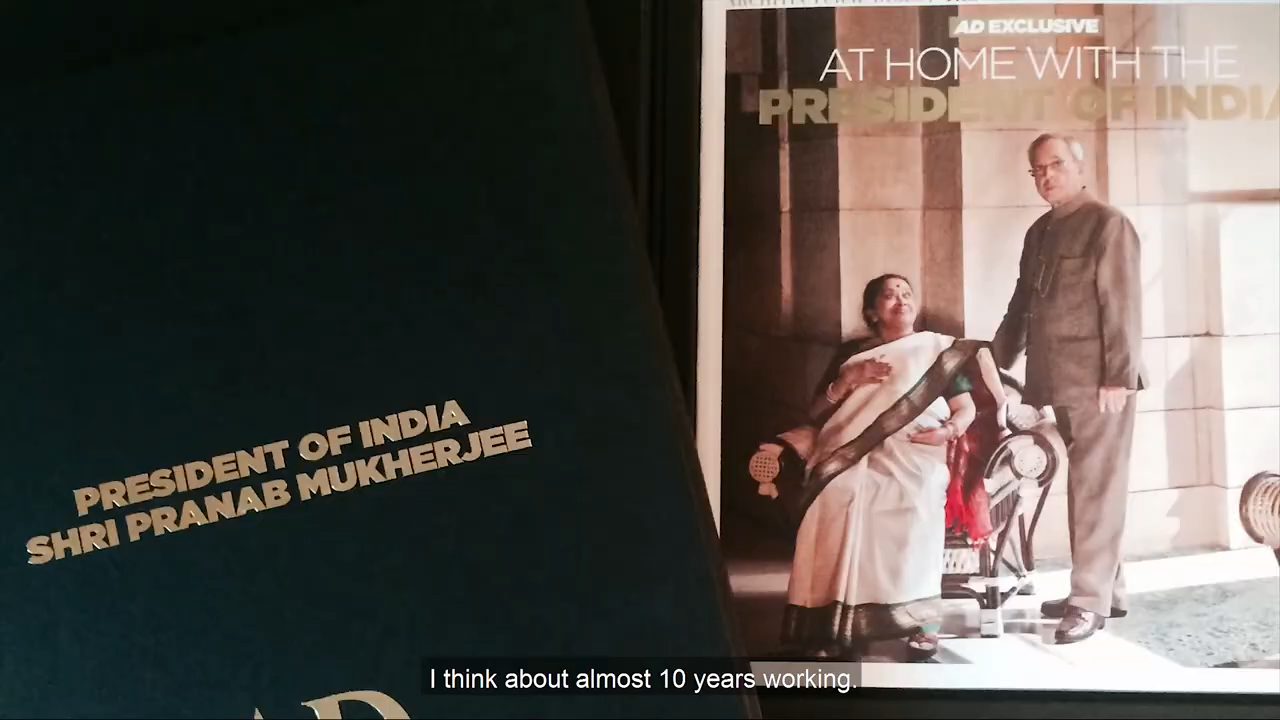 PRESIDENT OF INDIA
SHRI PRANAB MUKHERJEE
AD
AD EXCLUSIVE
AT HOME WITH THE
PRESIDENT OF INDIA
I think about almost 10 years working.